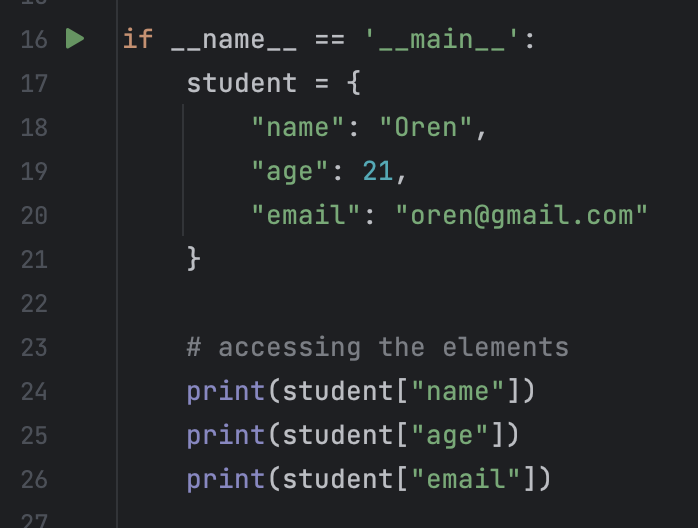 16 if __name__ == '__main__':
17     student = {
18         "name": "Oren",
19         "age": 21,
20         "email": "oren@gmail.com"
21     }
22
23     # accessing the elements
24     print(student["name"])
25     print(student["age"])
26     print(student["email"])
27